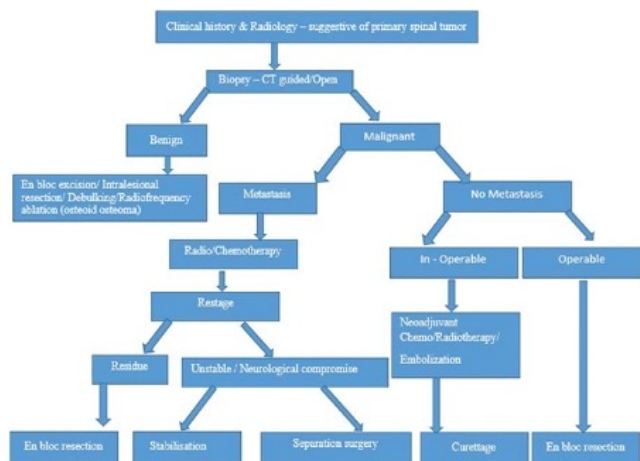 Clinical history & Radiology – suggestive of primary spinal tumor
Biopry – CT guided/Open
Benign
Malignant
En bloc excision/ Intralesional
resection/ Debulking/Radiofrequency
ablation (osteoid osteoma)
Metastasis
No Metastasis
Radio/Chemotherapy
In - Operable
Operable
Restage
Neoadjuvant
Chemo/Radiotherapy/
Embolization
Residue
Unstable / Neurological compromise
En bloc resection
Stabilisation
Separation surgery
Curettage
En bloc resection